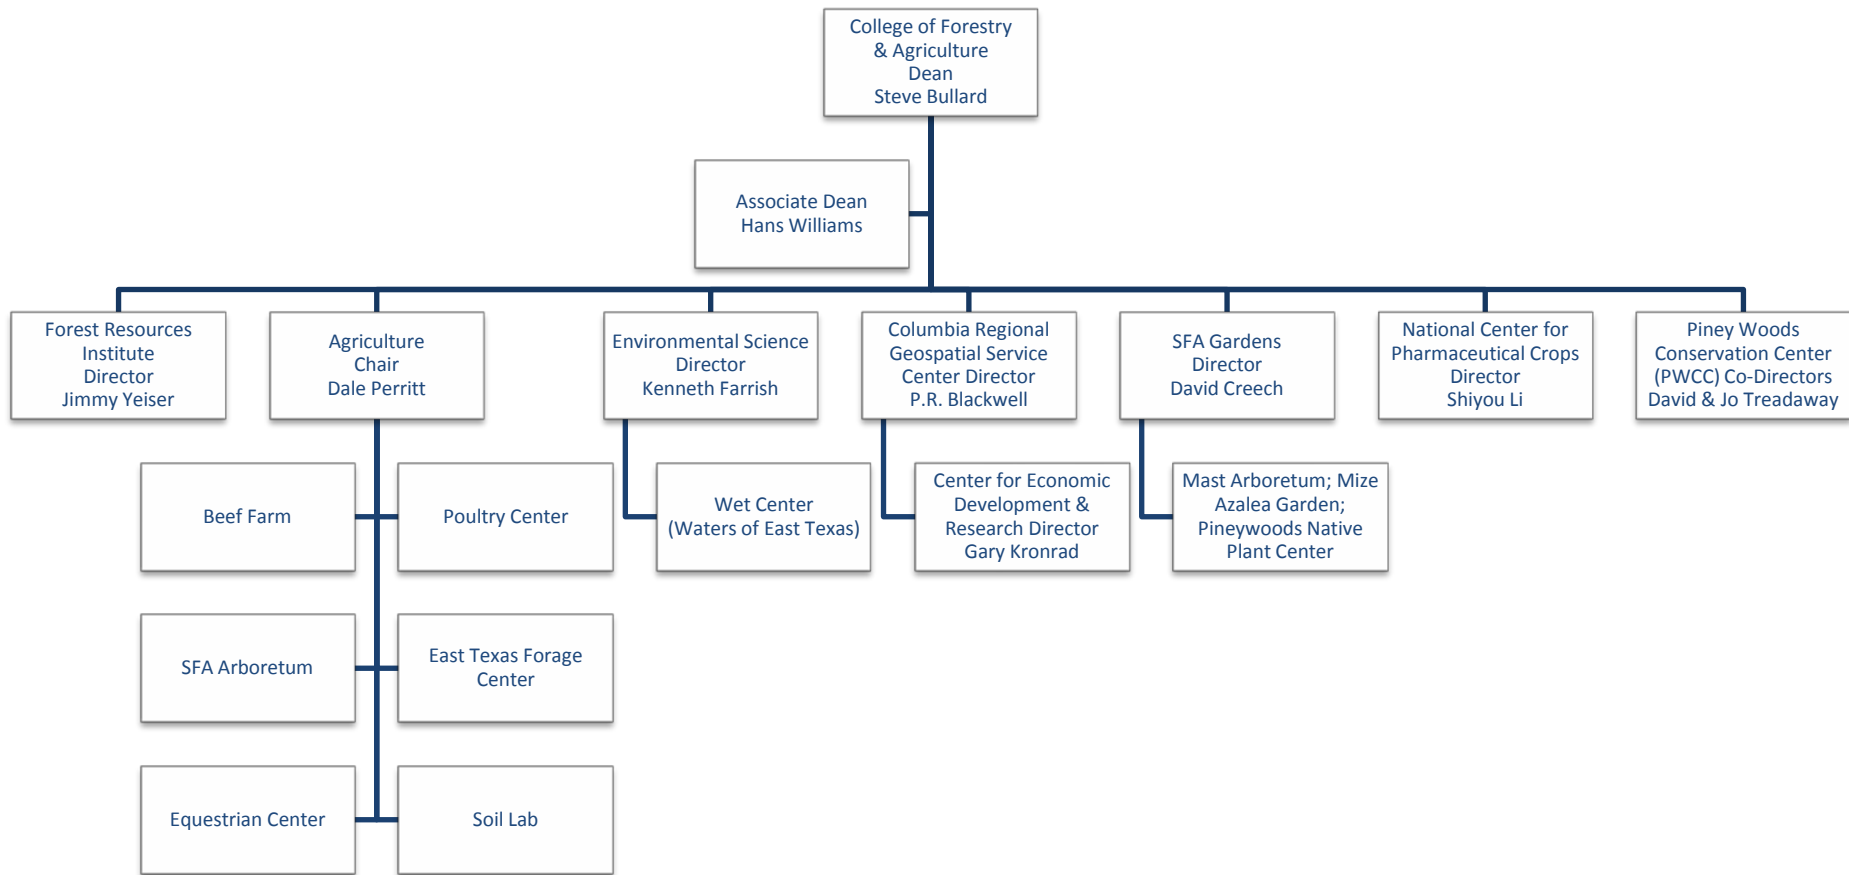 College of Forestry
& Agriculture
Dean
Steve Bullard
Associate Dean
Hans Williams
Forest Resources
Institute
Director
Jimmy Yeiser
Agriculture
Chair
Dale Perritt
Environmental Science
Director
Kenneth Farrish
Columbia Regional
Geospatial Service
Center Director
P.R. Blackwell
SFA Gardens
Director
David Creech
National Center for
Pharmaceutical Crops
Director
Shiyou Li
Piney Woods
Conservation Center
(PWCC) Co-Directors
David & Jo Treadaway
Beef Farm
Poultry Center
Wet Center
(Waters of East Texas)
Center for Economic
Development &
Research Director
Gary Kronrad
Mast Arboretum; Mize
Azalea Garden;
Pineywoods Native
Plant Center
SFA Arboretum
East Texas Forage
Center
Equestrian Center
Soil Lab